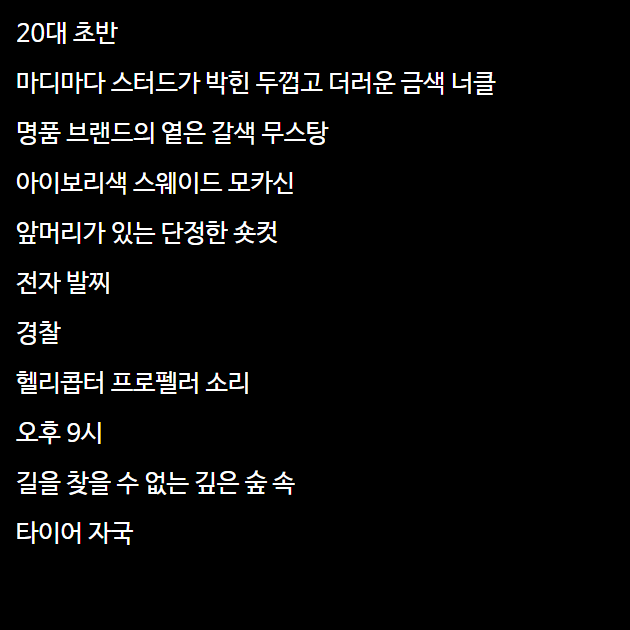 20대 초반
마디마다 스터드가 박힌 두껍고 더러운 금색 너클
명품 브랜드의 옅은 갈색 무스탕
아이보리색 스웨이드 모카신
앞머리가 있는 단정한 숏컷
전자 발찌
경찰
헬리콥터 프로펠러 소리
오후 9시
길을 찾을 수 없는 깊은 숲 속
타이어 자국